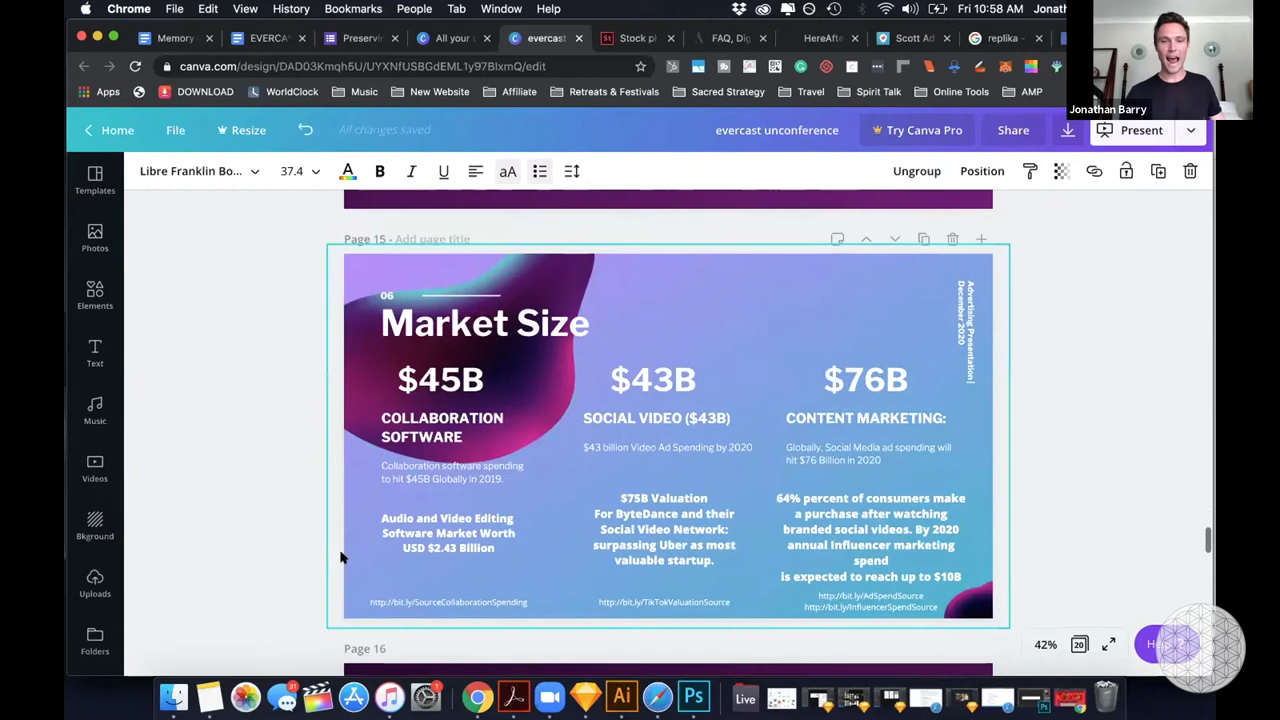 Chrome File Edit View History Bookmarks People Tab Window Help
Fri 10:58 AM Jonath
Memory
EVERCA
Preservin
All your
evercast
Stock pl
FAQ, Dig
HereAfte
Scott Ad
replika -
canva.com/design/DAD03Kmqh5U/UYXNfUSBGdEMLYP7BlxmQ/edit
Apps
DOWNLOAD
WorldClock
Music
New Website
Affiliate
Retreats & Festivals
Sacred Strategy
Travel
Spirit Talk
Online Tools
AMP
Jonathan Barry
Home
File
Resize
All changes saved
evercast unconference
Try Canva Pro
Share
Present
Libre Franklin Bo...
37.4
A
B
I
U
aA
Ungroup
Position
Templates
Photos
Elements
Text
Music
Videos
Bkground
Uploads
Folders
Page 15 - Add page title
06
Market Size
Advertising Presentation |
December 2020
$45B
COLLABORATION
SOFTWARE
Collaboration software spending
to hit $45B Globally in 2019.
Audio and Video Editing
Software Market Worth
USD $2.43 Billion
http://bit.ly/SourceCollaborationSpending
$43B
SOCIAL VIDEO ($43B)
$43 billion Video Ad Spending by 2020
$75B Valuation
For ByteDance and their
Social Video Network:
surpassing Uber as most
valuable startup.
http://bit.ly/TikTokValuationSource
$76B
CONTENT MARKETING:
Globally, Social Media ad spending will
hit $76 Billion in 2020
64% percent of consumers make
a purchase after watching
branded social videos. By 2020
annual Influencer marketing
spend
is expected to reach up to $10B
http://bit.ly/AdSpendSource
http://bit.ly/InfluencerSpendSource
Page 16
42%
20
31
1
Ai
Ps
Live